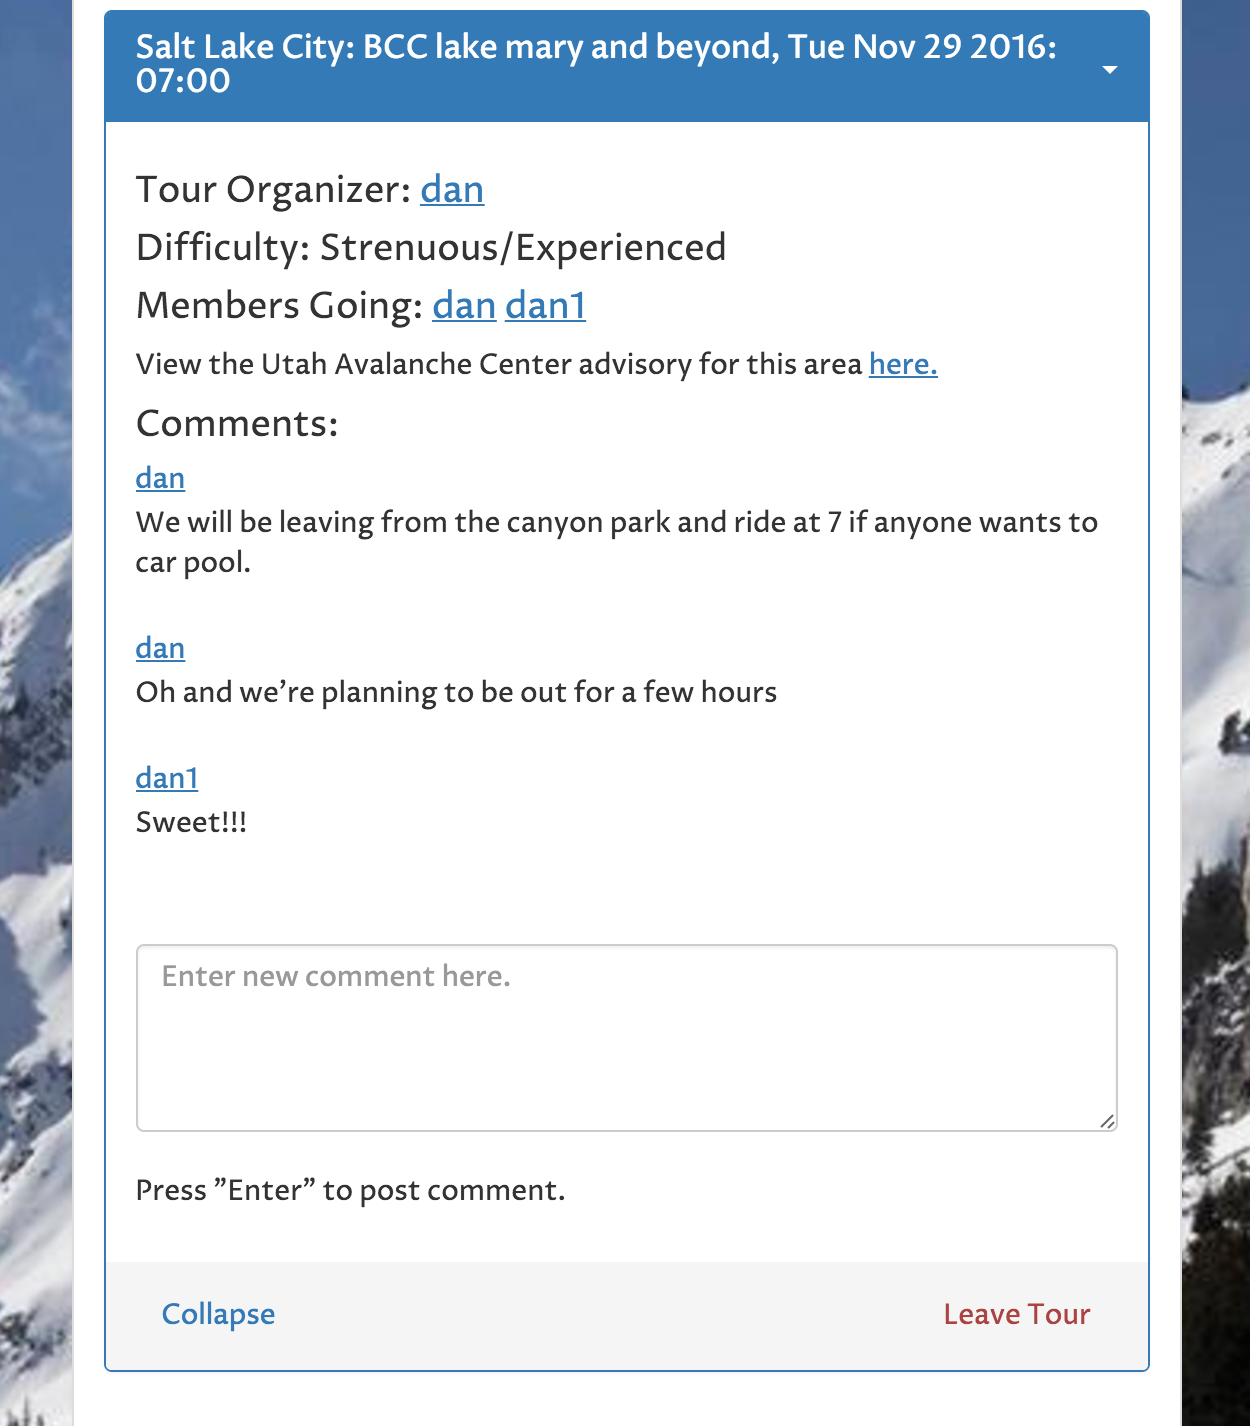 Salt Lake City: BCC lake mary and beyond, Tue Nov 29 2016:
07:00
Tour Organizer: dan
Difficulty: Strenuous/Experienced
Members Going: dan dan1
View the Utah Avalanche Center advisory for this area here.
Comments:
dan
We will be leaving from the canyon park and ride at 7 if anyone wants to
car pool.
dan
Oh and we’re planning to be out for a few hours
dan1
Sweet!!!
Enter new comment here.
Press ”Enter” to post comment.
Collapse
Leave Tour